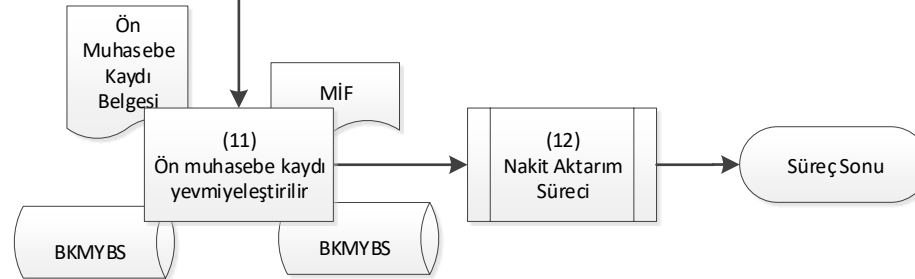 Ön
Muhasebe
Kaydı
Belgesi
MİF
(11)
Ön muhasebe kaydı
yevmiyeleştirilir
(12)
Nakit Aktarım
Süreci
Süreç Sonu
BKMYBS
BKMYBS